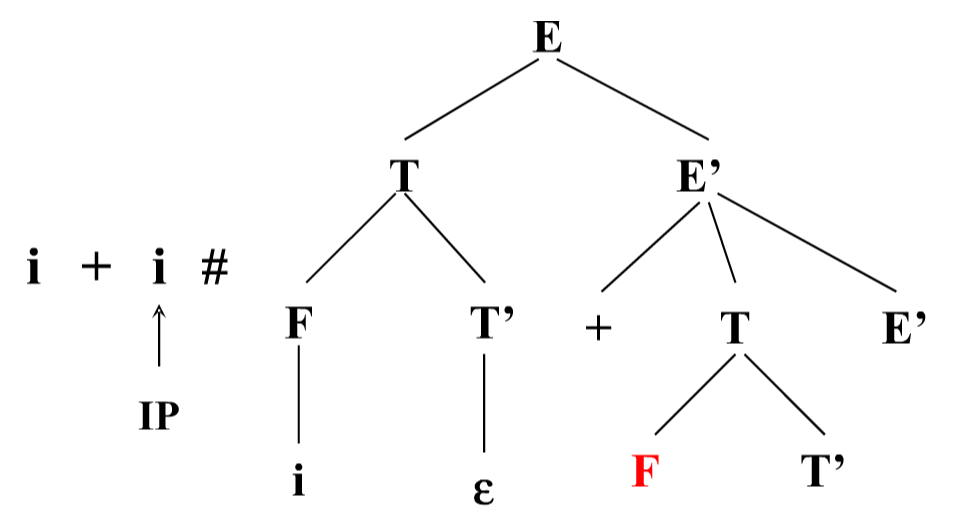 E
T E’
i + i #
F T’ + T E’
IP
i ε F T’